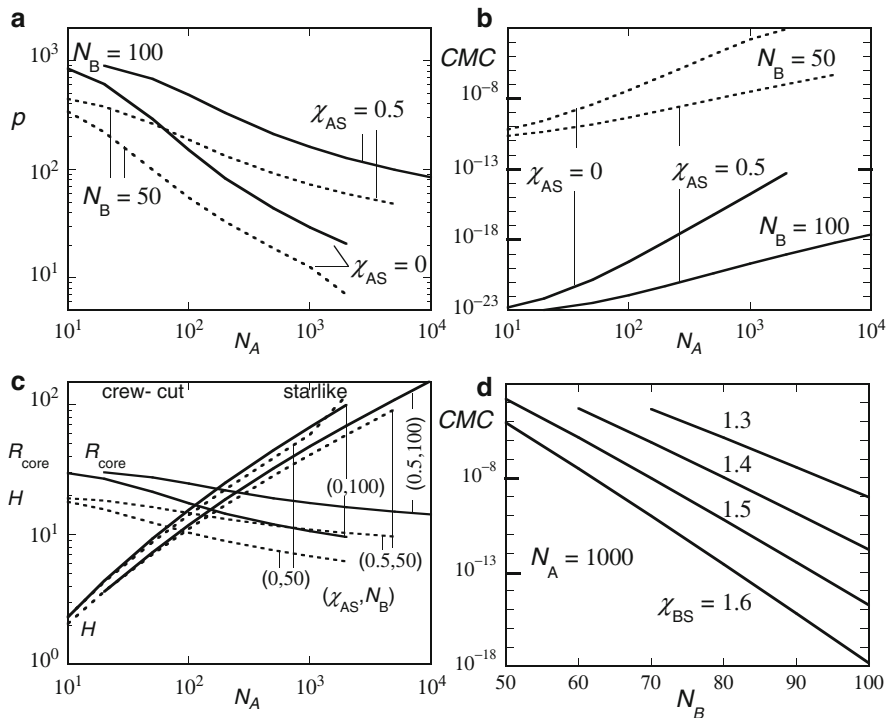 a
10³
N_B = 100
χ_AS = 0.5
p
10²
N_B = 50
10¹
χ_AS = 0
10¹ 10² 10³ 10⁴
N_A
b
CMC
N_B = 50
10⁻⁸
10⁻¹³
χ_AS = 0
χ_AS = 0.5
10⁻¹⁸
N_B = 100
10⁻²³
10¹ 10² 10³ 10⁴
N_A
c
crew- cut
starlike
10²
R_core
R_core
(0,100)
(0.5,100)
H
10¹
(0,50)
(0.5,50)
(χ_AS,N_B)
H
10⁰
10¹ 10² 10³ 10⁴
N_A
d
CMC
1.3
10⁻⁸
1.4
1.5
10⁻¹³
N_A = 1000
χ_BS = 1.6
10⁻¹⁸
50 60 70 80 90 100
N_B